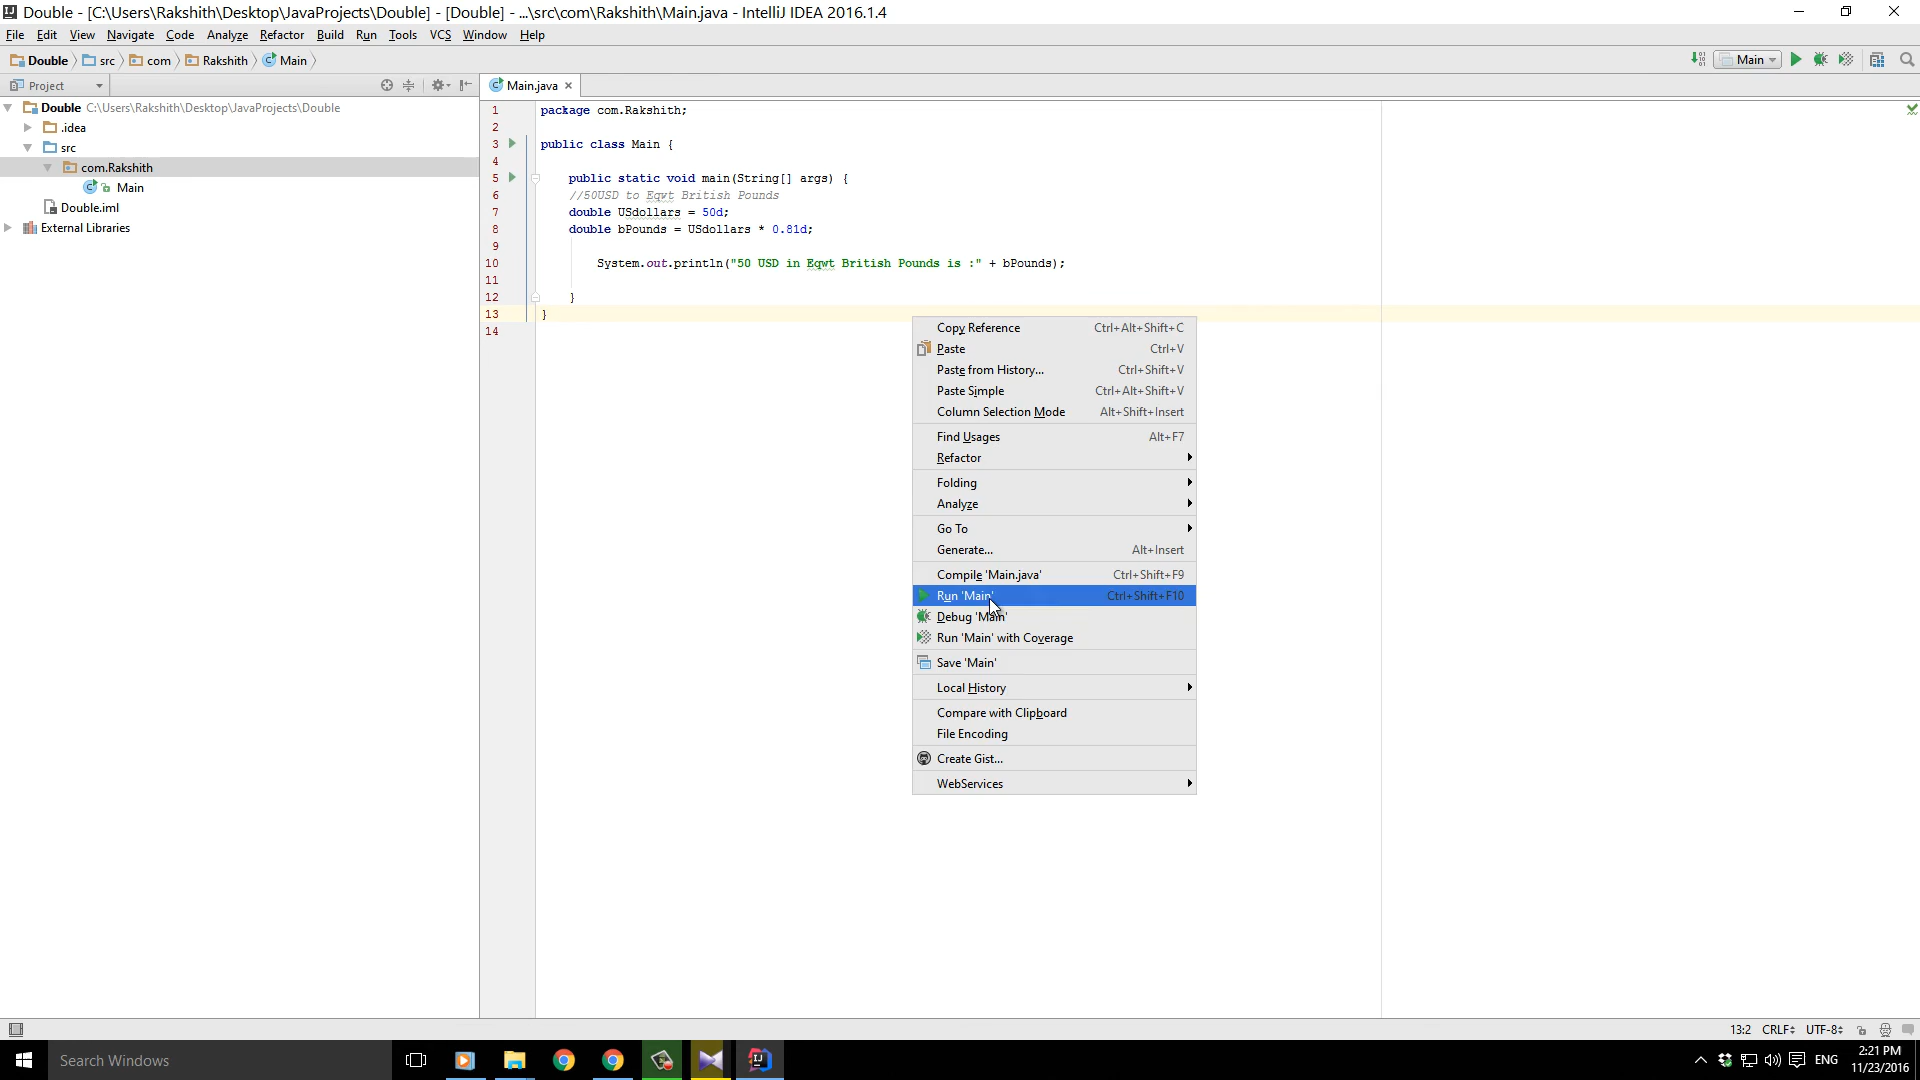 Double - [C:\Users\Rakshith\Desktop\JavaProjects\Double] - [Double] - ...\src\com\Rakshith\Main.java - IntelliJ IDEA 2016.1.4
File Edit View Navigate Code Analyze Refactor Build Run Tools VCS Window Help
Double src com Rakshith Main
Main
Project
Main.java
Double C:\Users\Rakshith\Desktop\JavaProjects\Double
.idea
src
com.Rakshith
Main
Double.iml
External Libraries
1 package com.Rakshith;
2
3 public class Main {
4
5 public static void main(String[] args) {
6 //50USD to Eqwt British Pounds
7 double USdollars = 50d;
8 double bPounds = USdollars * 0.81d;
9
10 System.out.println("50 USD in Eqwt British Pounds is :" + bPounds);
11
12 }
13 }
14
Copy Reference Ctrl+Alt+Shift+C
Paste Ctrl+V
Paste from History... Ctrl+Shift+V
Paste Simple Ctrl+Alt+Shift+V
Column Selection Mode Alt+Shift+Insert
Find Usages Alt+F7
Refactor
Folding
Analyze
Go To
Generate... Alt+Insert
Compile 'Main.java' Ctrl+Shift+F9
Run 'Main' Ctrl+Shift+F10
Debug 'Main'
Run 'Main' with Coverage
Save 'Main'
Local History
Compare with Clipboard
File Encoding
Create Gist...
WebServices
13:2 CRLF UTF-8
Search Windows
ENG
2:21 PM
11/23/2016